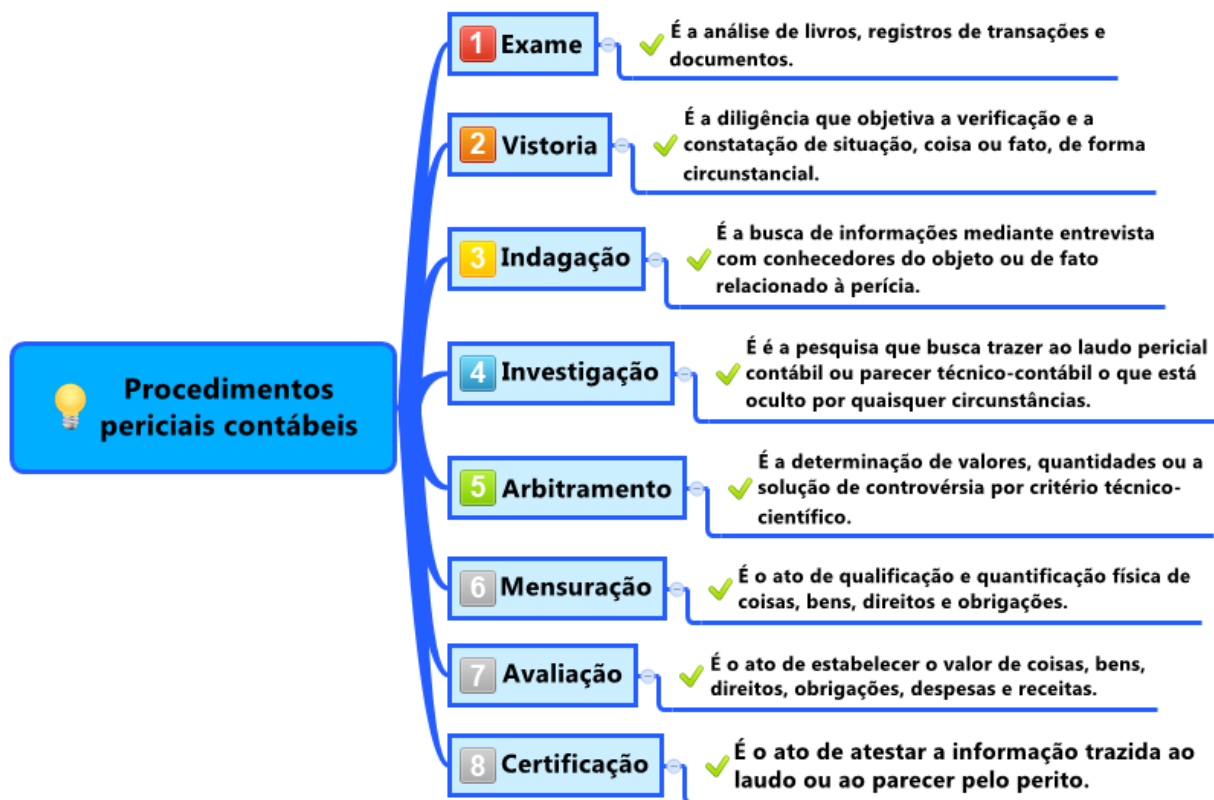 Procedimentos
periciais contábeis
1 Exame
É a análise de livros, registros de transações e
documentos.
2 Vistoria
É a diligência que objetiva a verificação e a
constatação de situação, coisa ou fato, de forma
circunstancial.
3 Indagação
É a busca de informações mediante entrevista
com conhecedores do objeto ou de fato
relacionado à perícia.
4 Investigação
É é a pesquisa que busca trazer ao laudo pericial
contábil ou parecer técnico-contábil o que está
oculto por quaisquer circunstâncias.
5 Arbitramento
É a determinação de valores, quantidades ou a
solução de controvérsia por critério técnico-
científico.
6 Mensuração
É o ato de qualificação e quantificação física de
coisas, bens, direitos e obrigações.
7 Avaliação
É o ato de estabelecer o valor de coisas, bens,
direitos, obrigações, despesas e receitas.
8 Certificação
É o ato de atestar a informação trazida ao
laudo ou ao parecer pelo perito.